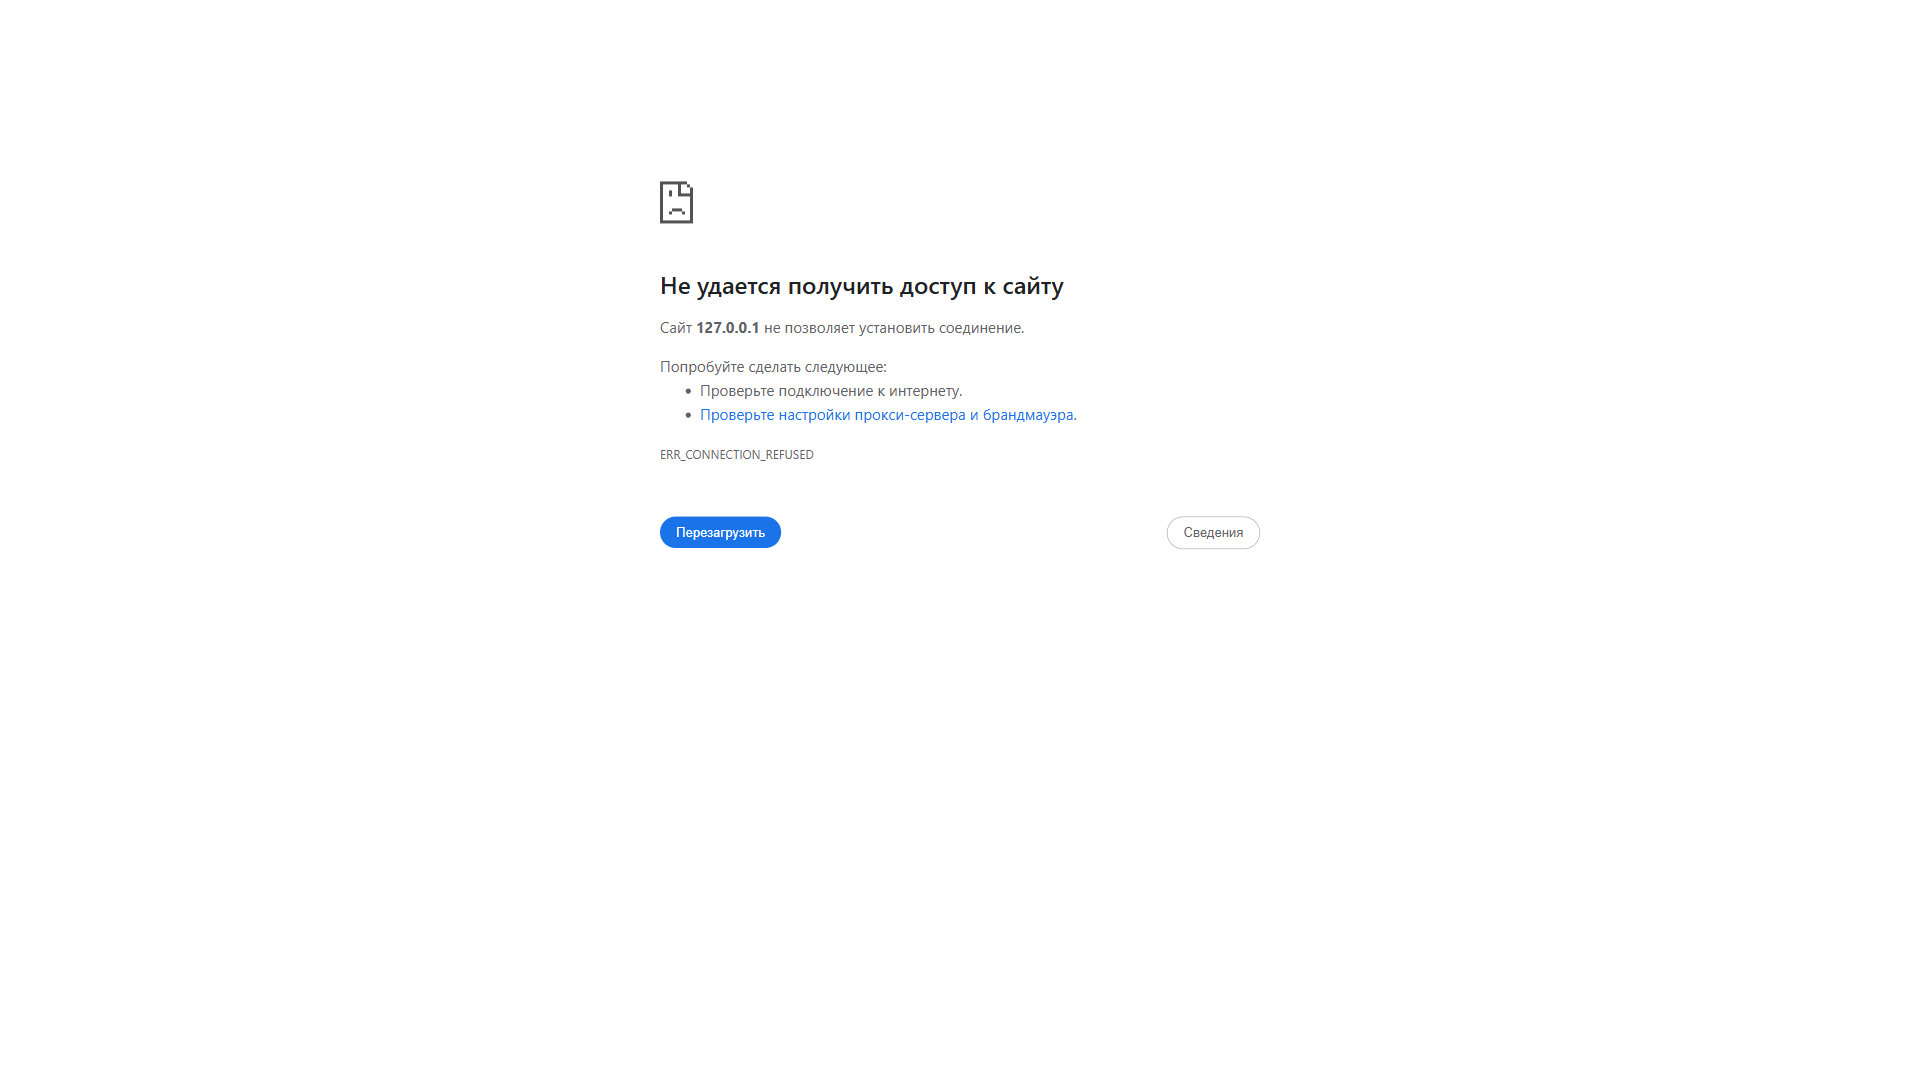 Не удается получить доступ к сайту
Сайт 127.0.0.1 не позволяет установить соединение.
Попробуйте сделать следующее:
Проверьте подключение к интернету.
Проверьте настройки прокси-сервера и брандмауэра.
ERR_CONNECTION_REFUSED
Перезагрузить
Сведения